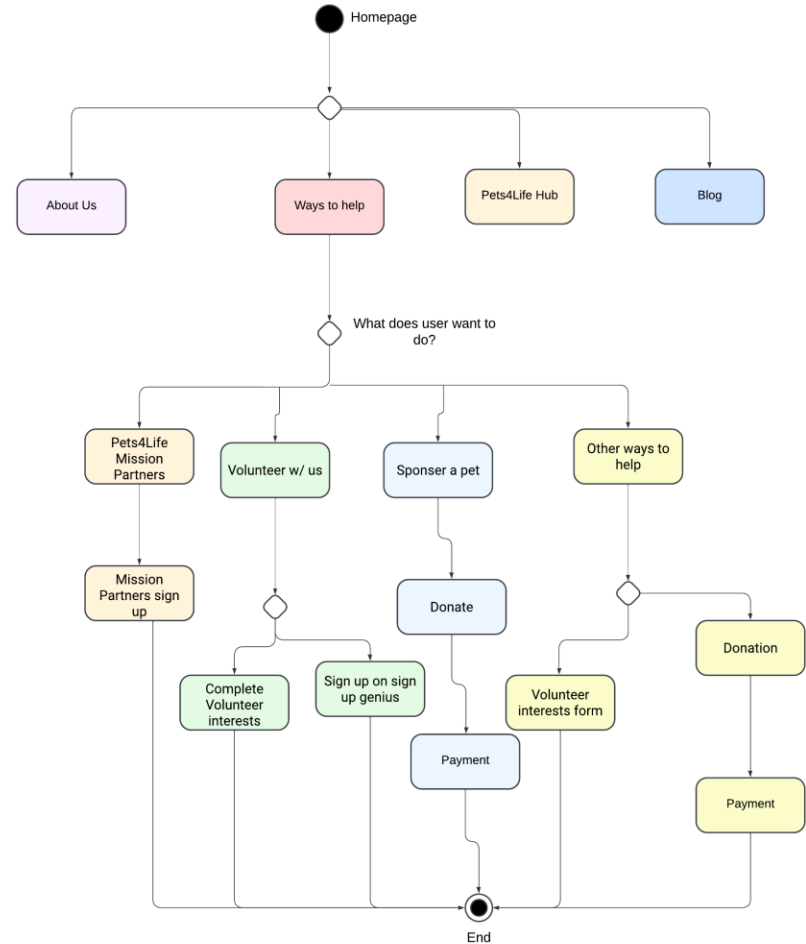 Homepage
About Us
Ways to help
Pets4Life Hub
Blog
What does user want to
do?
Pets4Life
Mission
Partners
Volunteer w/ us
Sponser a pet
Other ways to
help
Mission
Partners sign
up
Donate
Donation
Complete
Volunteer
interests
Sign up on sign
up genius
Volunteer
interests form
Payment
Payment
End